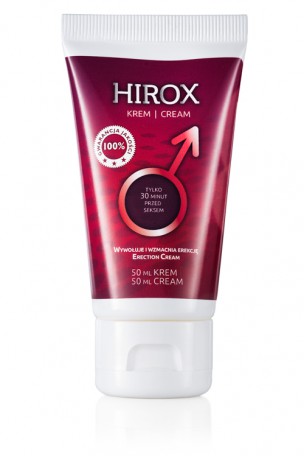 HIROX
KREM | CREAM
GWARANCJA JAKOŚCI
100%
TYLKO
30 MINUT
PRZED
SEKSEM
WYWOŁUJE I WZMACNIA EREKCJĘ
ERECTION CREAM
50 ML KREM
50 ML CREAM